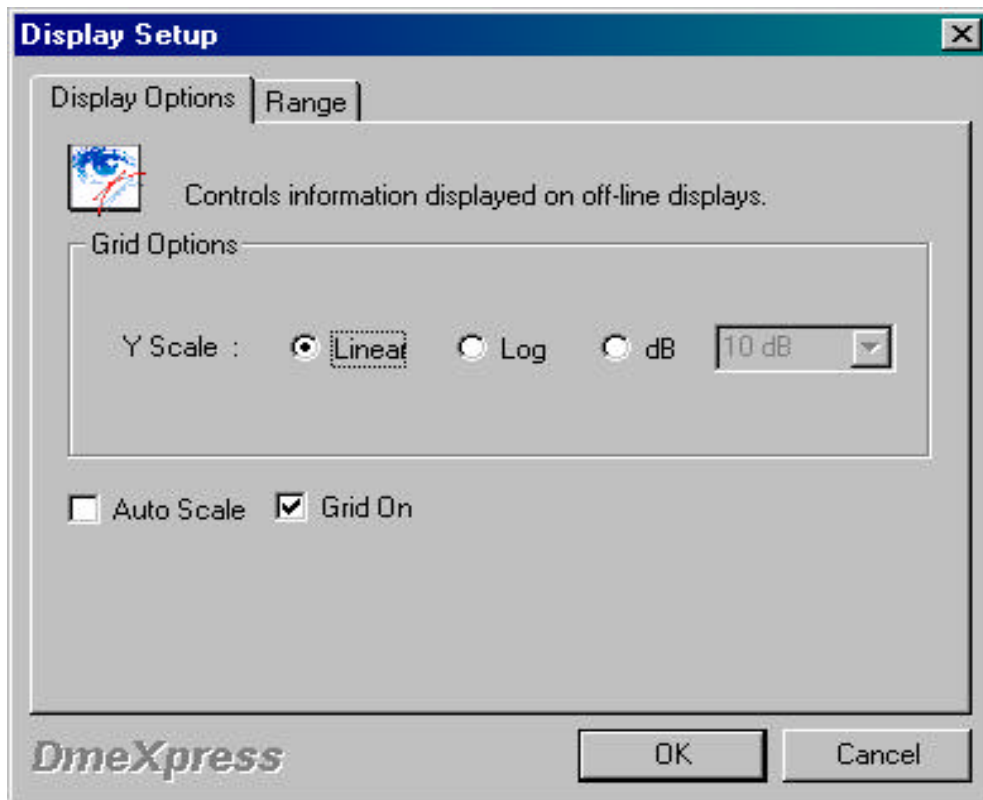 Display Setup
Display Options Range
Controls information displayed on off-line displays.
Grid Options
Y Scale : Linear Log dB 10 dB
Auto Scale Grid On
DmeXpress OK Cancel